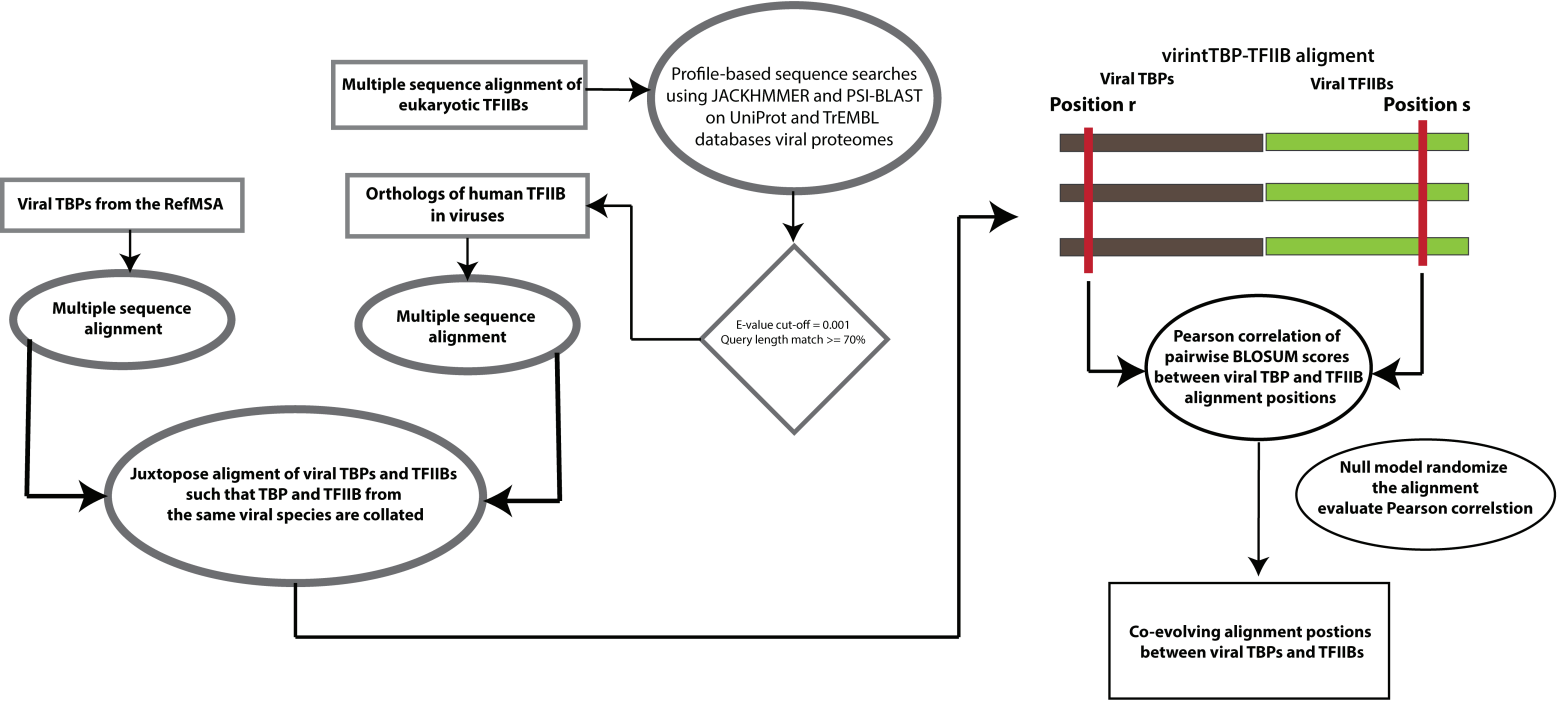 Multiple sequence alignment of
eukaryotic TFIIBs
Profile-based sequence searches
using JACKHMMER and PSI-BLAST
on UniProt and TrEMBL
databases viral proteomes
Viral TBPs from the RefMSA
Orthologs of human TFIIB
in viruses
Multiple sequence
alignment
Multiple sequence
alignment
E-value cut-off = 0.001
Query length match >= 70%
Juxtopose aligment of viral TBPs and TFIIBs
such that TBP and TFIIB from
the same viral species are collated
virintTBP-TFIIB aligment
Viral TBPs
Viral TFIIBs
Position r
Position s
Pearson correlation of
pairwise BLOSUM scores
between viral TBP and TFIIB
alignment positions
Null model randomize
the alignment
evaluate Pearson correlstion
Co-evolving alignment postions
between viral TBPs and TFIIBs